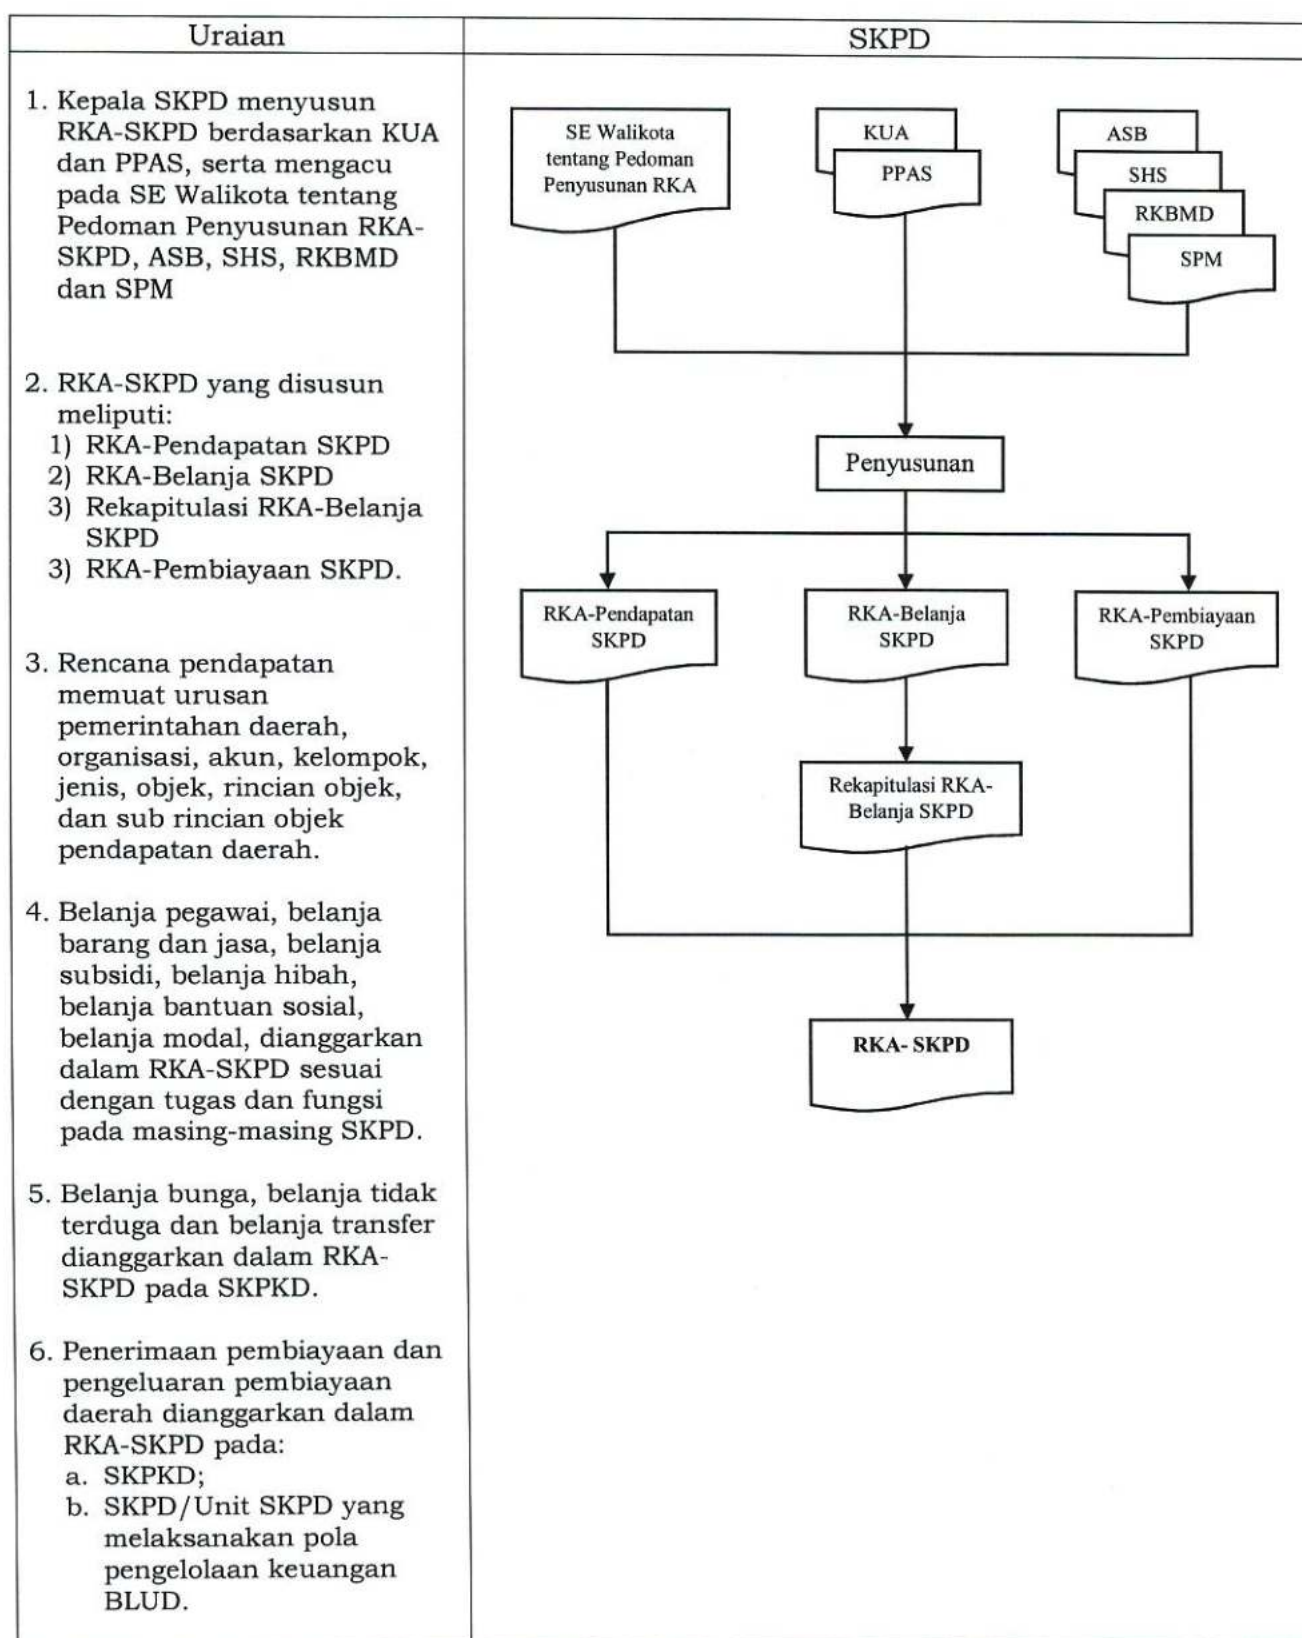 Uraian
SKPD
1. Kepala SKPD menyusun
RKA-SKPD berdasarkan KUA
dan PPAS, serta mengacu
pada SE Walikota tentang
Pedoman Penyusunan RKA-
SKPD, ASB, SHS, RKBMD
dan SPM
2. RKA-SKPD yang disusun
meliputi:
1) RKA-Pendapatan SKPD
2) RKA-Belanja SKPD
3) Rekapitulasi RKA-Belanja
SKPD
3) RKA-Pembiayaan SKPD.
3. Rencana pendapatan
memuat urusan
pemerintahan daerah,
organisasi, akun, kelompok,
jenis, objek, rincian objek,
dan sub rincian objek
pendapatan daerah.
4. Belanja pegawai, belanja
barang dan jasa, belanja
subsidi, belanja hibah,
belanja bantuan sosial,
belanja modal, dianggarkan
dalam RKA-SKPD sesuai
dengan tugas dan fungsi
pada masing-masing SKPD.
5. Belanja bunga, belanja tidak
terduga dan belanja transfer
dianggarkan dalam RKA-
SKPD pada SKPKD.
6. Penerimaan pembiayaan dan
pengeluaran pembiayaan
daerah dianggarkan dalam
RKA-SKPD pada:
a. SKPKD;
b. SKPD/Unit SKPD yang
melaksanakan pola
pengelolaan keuangan
BLUD.
SE Walikota
tentang Pedoman
Penyusunan RKA
KUA
PPAS
ASB
SHS
RKBMD
SPM
Penyusunan
RKA-Pendapatan
SKPD
RKA-Belanja
SKPD
RKA-Pembiayaan
SKPD
Rekapitulasi RKA-
Belanja SKPD
RKA- SKPD